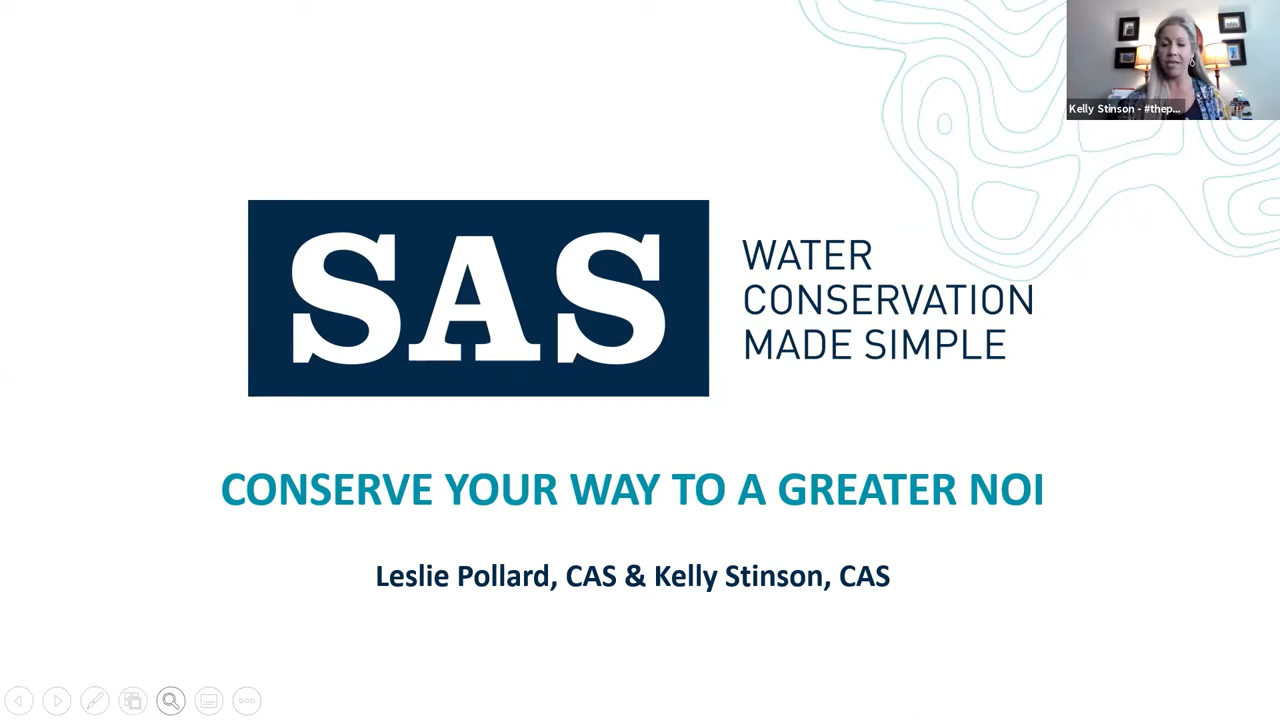 Kelly Stinson - #thep...
SAS
WATER
CONSERVATION
MADE SIMPLE
CONSERVE YOUR WAY TO A GREATER NOI
Leslie Pollard, CAS & Kelly Stinson, CAS